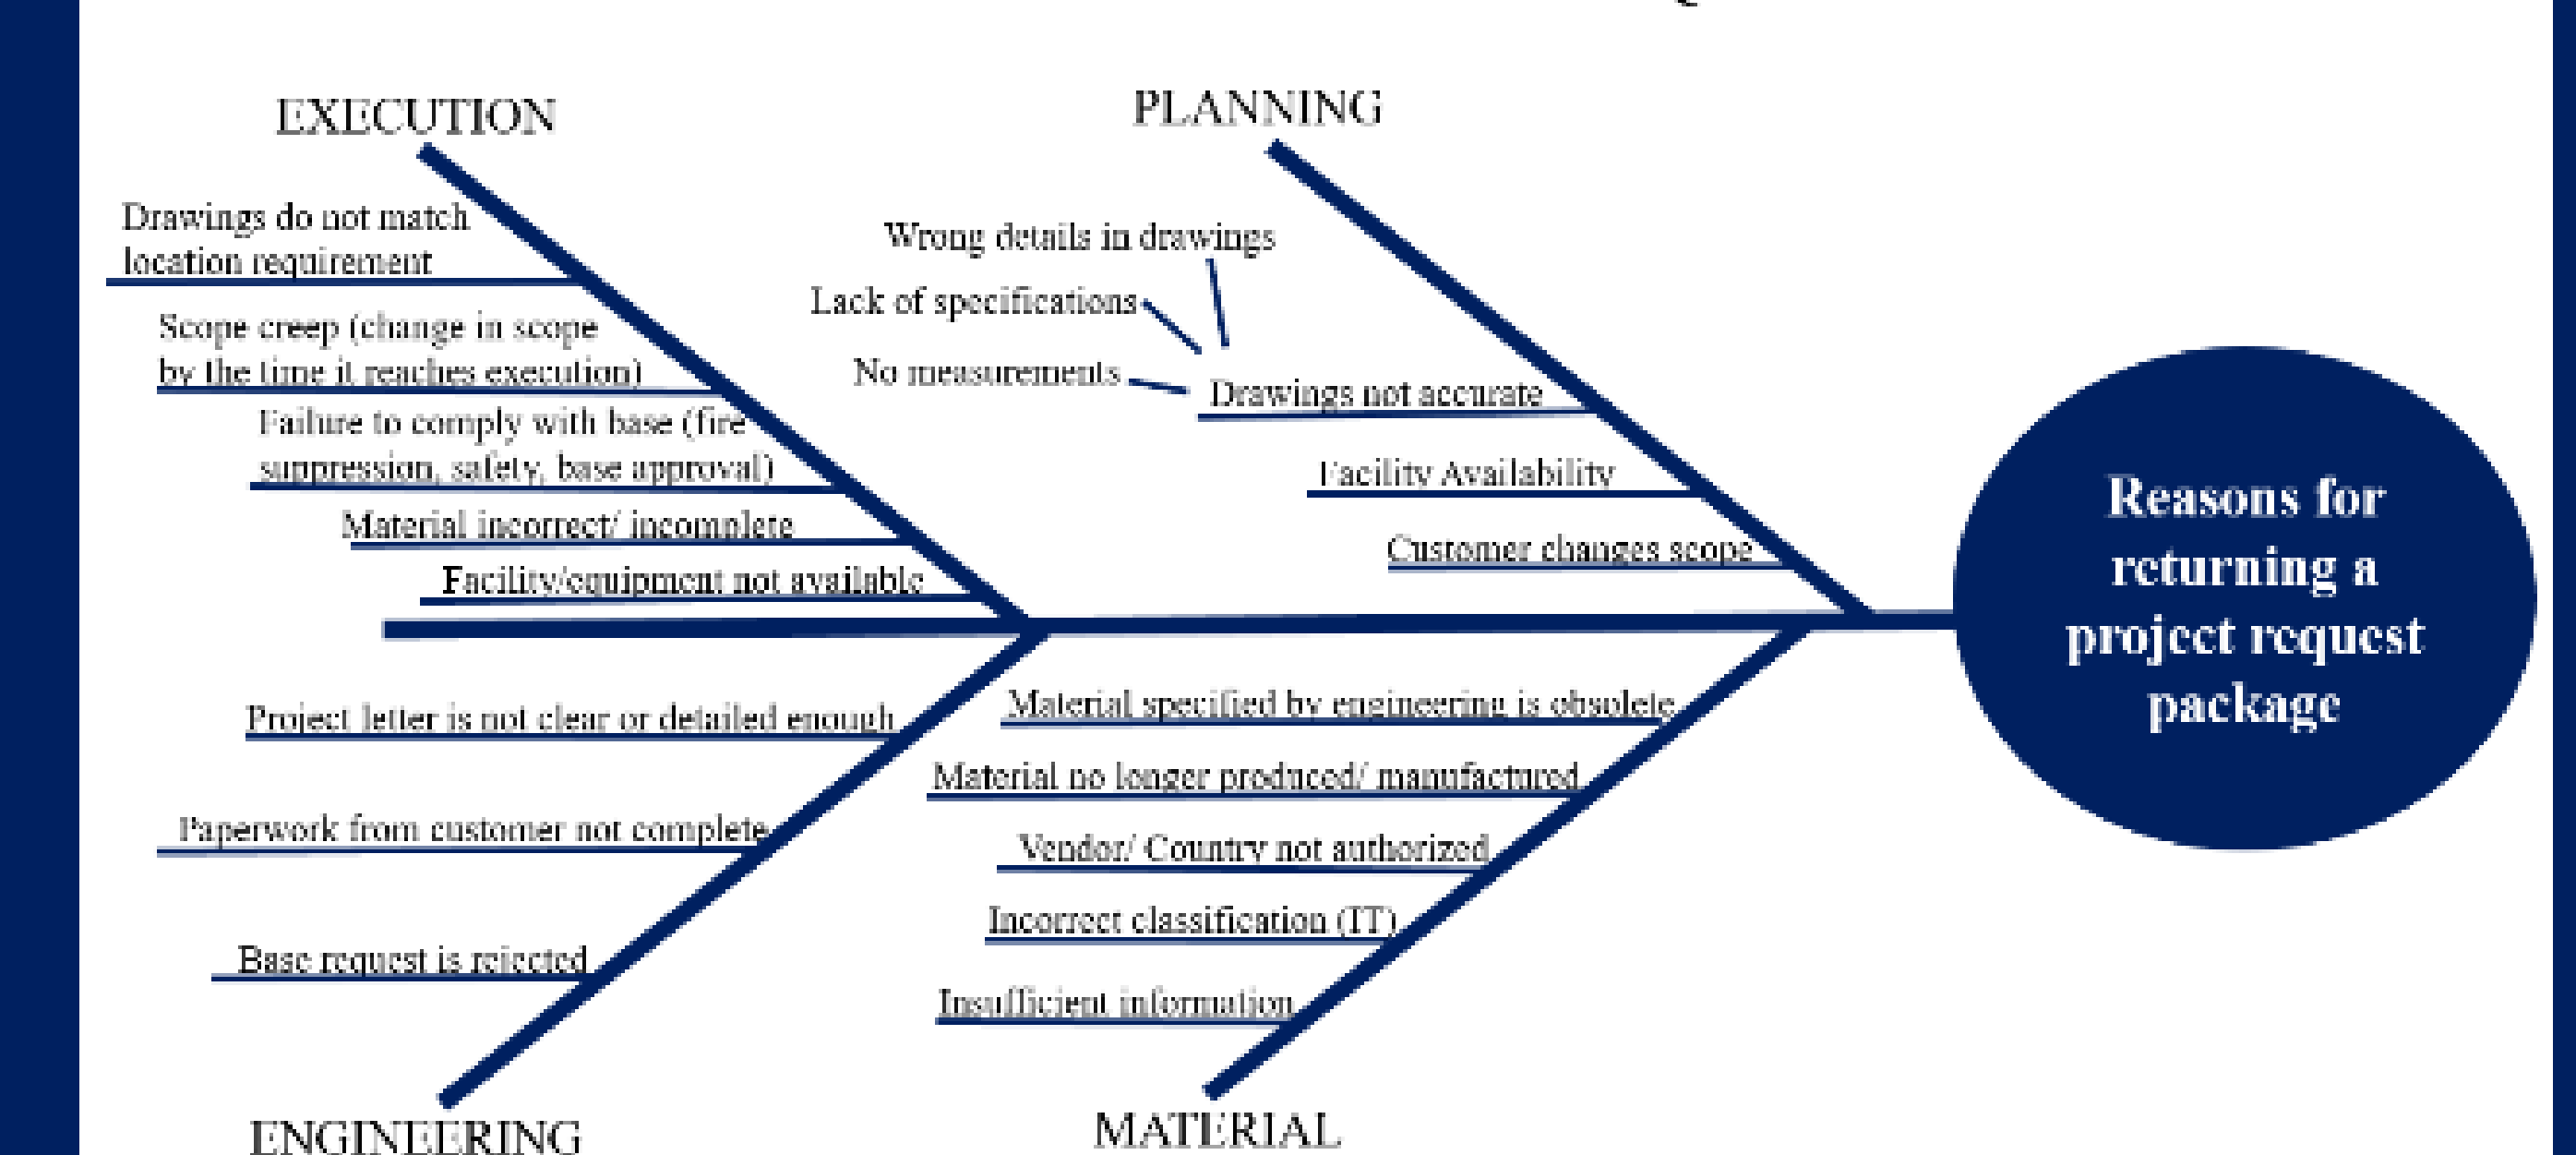 EXECUTION
PLANNING
Drawings do not match
location requirement
Scope creep (change in scope
by the time it reaches execution)
Failure to comply with base (fire
suppression, safety, base approval)
Material incorrect/ incomplete
Facility/equipment not available
Wrong details in drawings
Lack of specifications
No measurements
Drawings not accurate
Facility Availability
Customer changes scope
Reasons for
returning a
project request
package
Project letter is not clear or detailed enough
Paperwork from customer not complete
Base request is rejected
ENGINEERING
Material specified by engineering is obsolete
Material no longer produced/ manufactured
Vendor/ Country not authorized
Incorrect classification (IT)
Insufficient information
MATERIAL